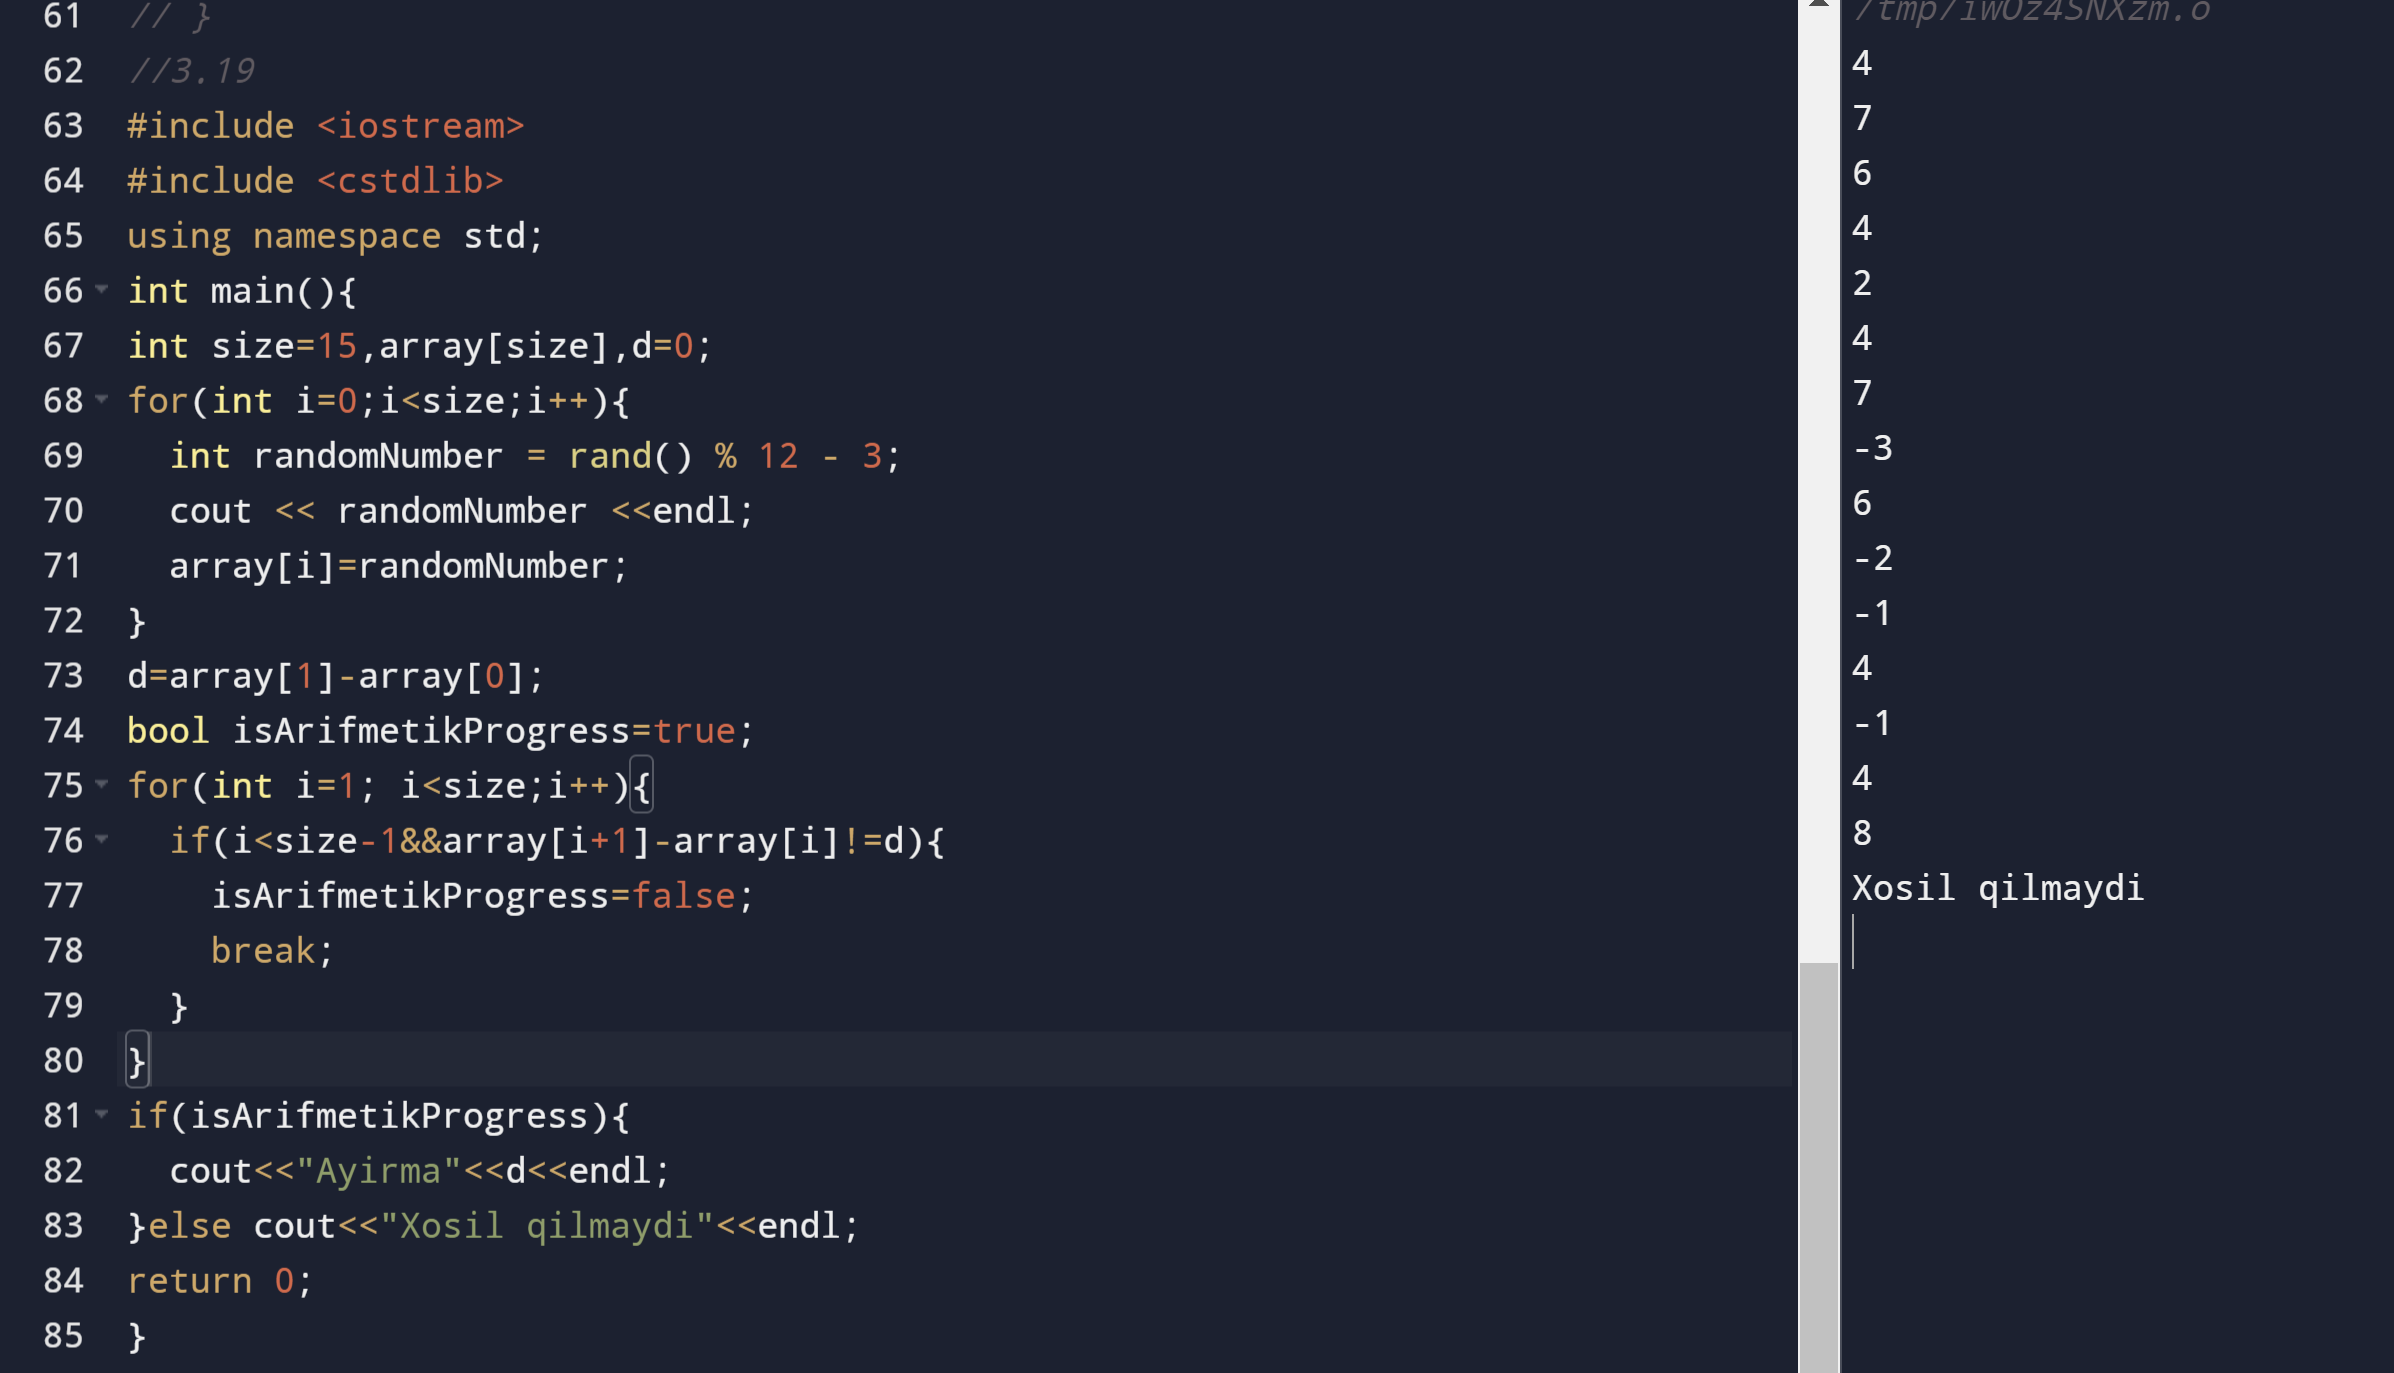 61 // }
62 //3.19
63 #include <iostream>
64 #include <cstdlib>
65 using namespace std;
66 int main(){
67 int size=15,array[size],d=0;
68 for(int i=0;i<size;i++){
69 int randomNumber = rand() % 12 - 3;
70 cout << randomNumber <<endl;
71 array[i]=randomNumber;
72 }
73 d=array[1]-array[0];
74 bool isArifmetikProgress=true;
75 for(int i=1; i<size;i++){
76 if(i<size-1&&array[i+1]-array[i]!=d){
77 isArifmetikProgress=false;
78 break;
79 }
80 }
81 if(isArifmetikProgress){
82 cout<<"Ayirma"<<d<<endl;
83 }else cout<<"Xosil qilmaydi"<<endl;
84 return 0;
85 }
/tmp/iwOz4SNXzm.o
4
7
6
4
2
4
7
-3
6
-2
-1
4
-1
4
8
Xosil qilmaydi